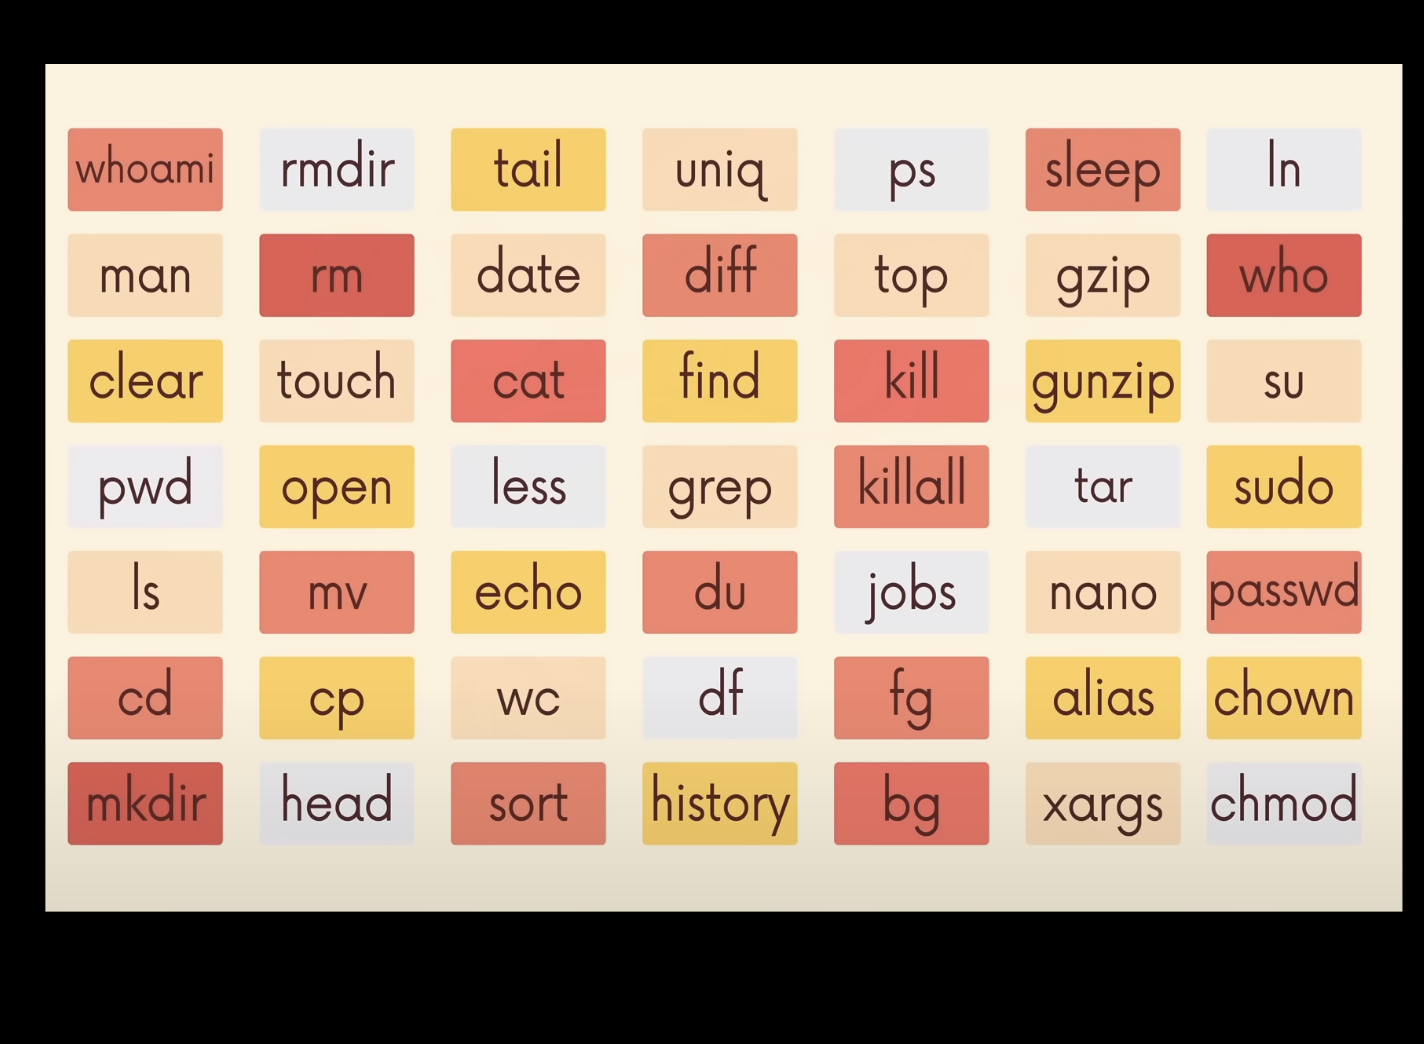 whoami rmdir tail uniq ps sleep ln
man rm date diff top gzip who
clear touch cat find kill gunzip su
pwd open less grep killall tar sudo
ls mv echo du jobs nano passwd
cd cp wc df fg alias chown
mkdir head sort history bg xargs chmod